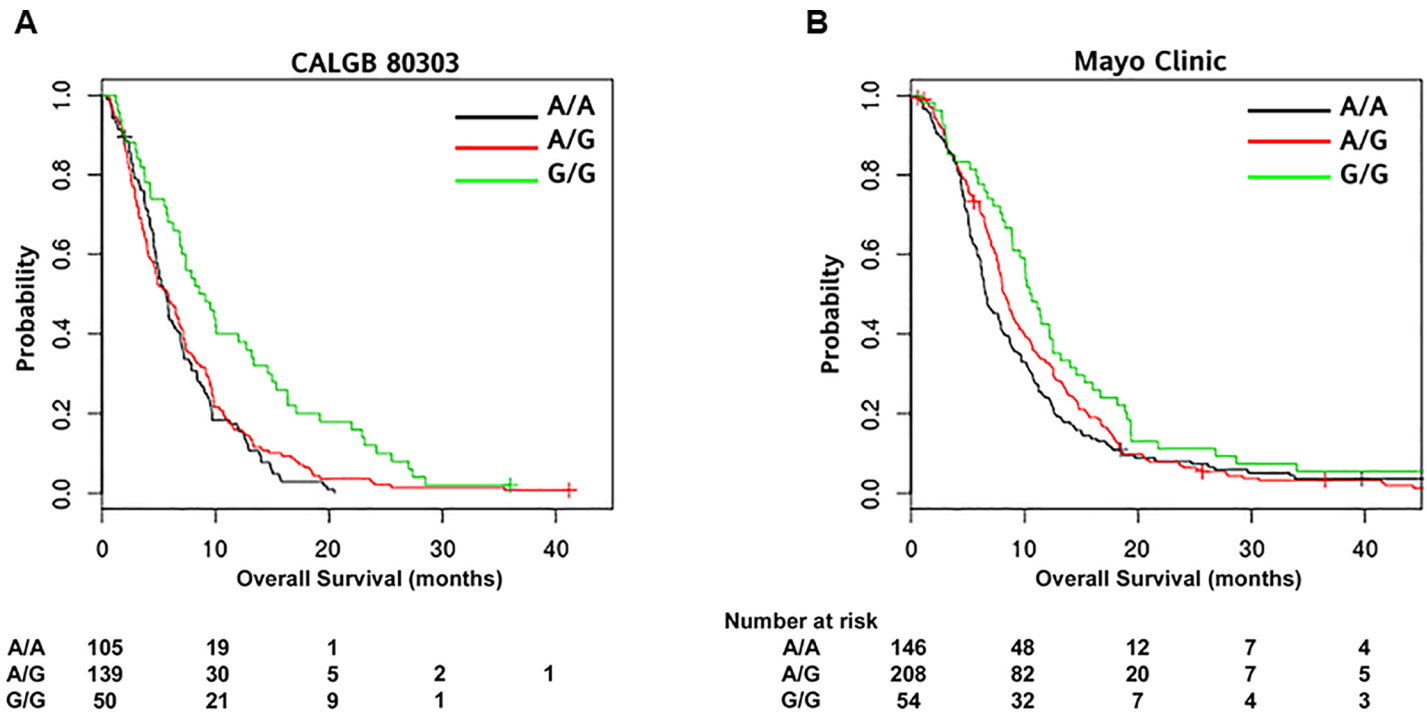 A
CALGB 80303
A/A
A/G
G/G
Probability
1.0
0.8
0.6
0.4
0.2
0.0
0 10 20 30 40
Overall Survival (months)
A/A 105 19 1
A/G 139 30 5 2 1
G/G 50 21 9 1
B
Mayo Clinic
A/A
A/G
G/G
Probabilty
1.0
0.8
0.6
0.4
0.2
0.0
0 10 20 30 40
Overall Survival (months)
Number at risk
A/A 146 48 12 7 4
A/G 208 82 20 7 5
G/G 54 32 7 4 3